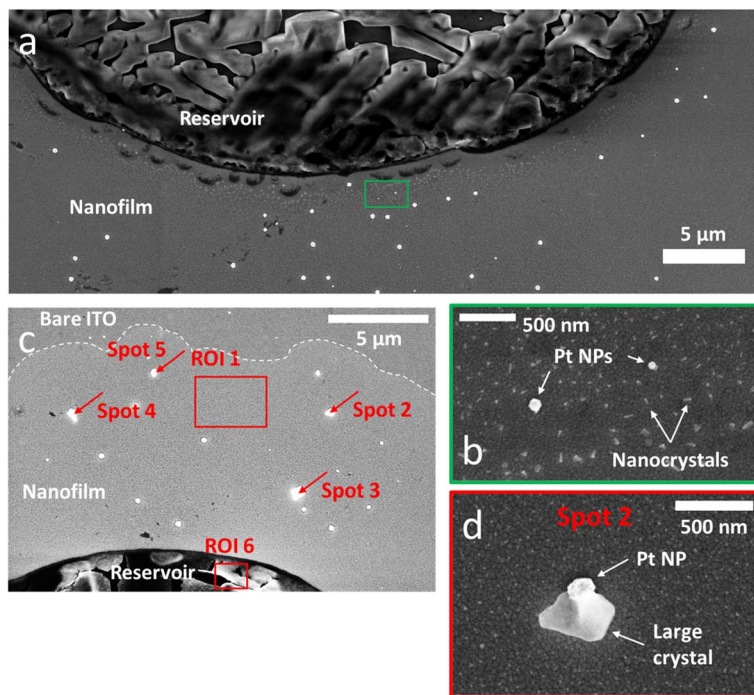 a
Reservoir
Nanofilm
5 µm
Bare ITO
c
5 µm
Spot 5
ROI 1
Spot 4
Spot 2
Nanofilm
Spot 3
ROI 6
Reservoir
500 nm
Pt NPs
b
Nanocrystals
d
Spot 2
500 nm
Pt NP
Large
crystal